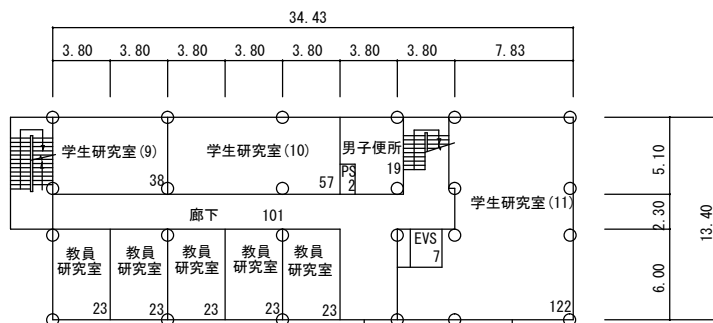 34.43
3.80 3.80 3.80 3.80 3.80 3.80 3.80 7.83
学生研究室(9)
38
学生研究室(10)
57
男子便所
19
PS
2
学生研究室(11)
122
廊下 101
EVS
7
教員
研究室
23
教員
研究室
23
教員
研究室
23
教員
研究室
23
教員
研究室
23
5.10
2.30
6.00
13.40